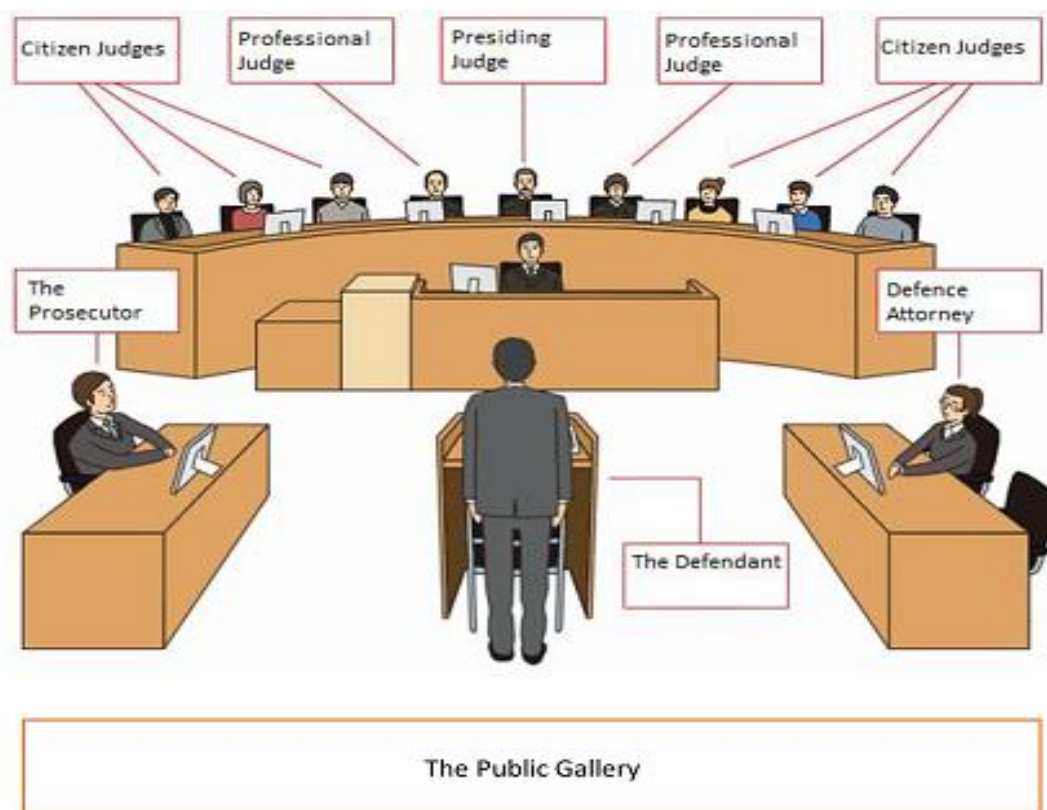 Citizen Judges
Professional
Judge
Presiding
Judge
Professional
Judge
Citizen Judges
The
Prosecutor
Defence
Attorney
The Defendant
The Public Gallery